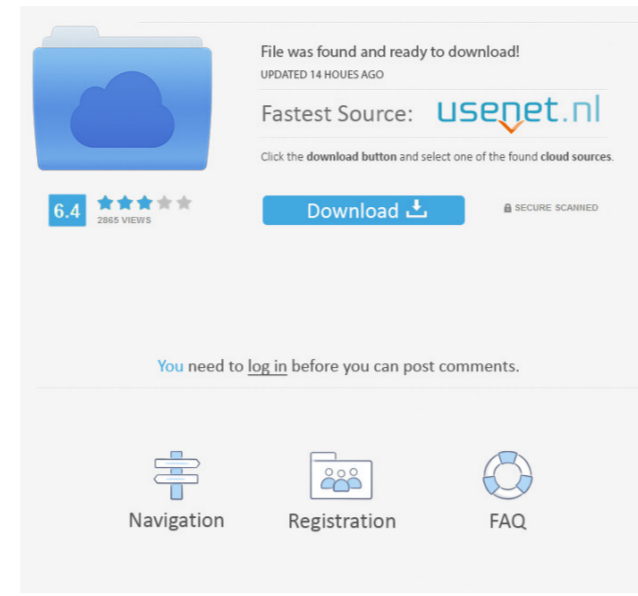 File was found and ready to download!
UPDATED 14 HOUES AGO
Fastest Source: usenet.nl
Click the download button and select one of the found cloud sources.
6.4
2865 VIEWS
Download
SECURE SCANNED
You need to log in before you can post comments.
Navigation
Registration
FAQ